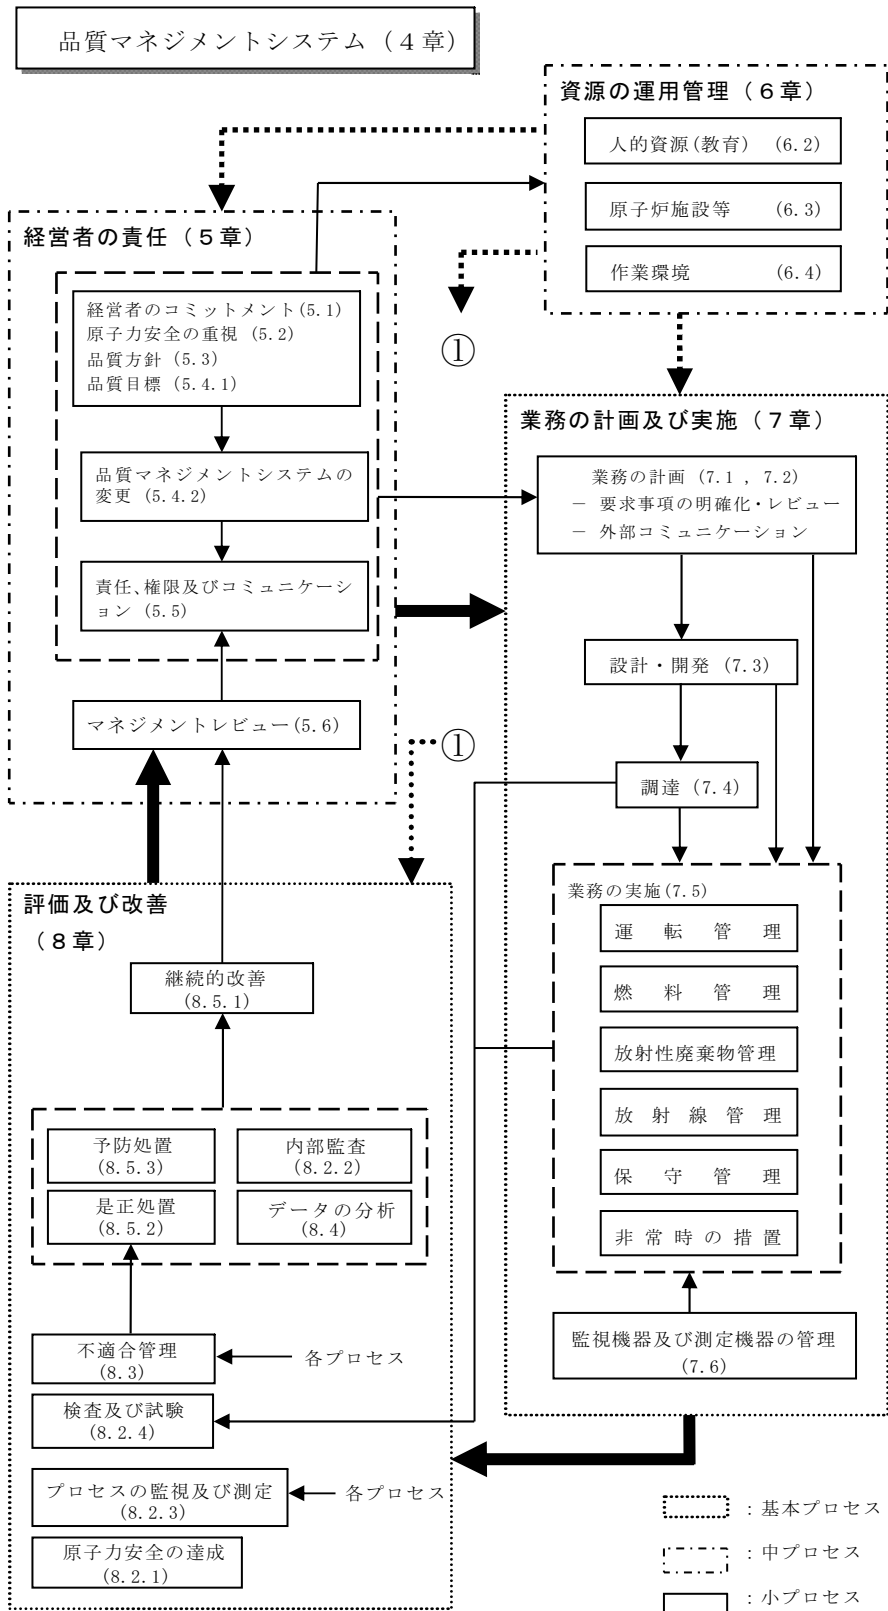 品質マネジメントシステム（４章）
資源の運用管理（６章）
人的資源(教育) (6.2)
原子炉施設等 (6.3)
作業環境 (6.4)
①
経営者の責任（５章）
経営者のコミットメント(5.1)
原子力安全の重視 (5.2)
品質方針 (5.3)
品質目標 (5.4.1)
品質マネジメントシステムの
変更 (5.4.2)
責任、権限及びコミュニケーシ
ョン (5.5)
マネジメントレビュー(5.6)
①
業務の計画及び実施（７章）
業務の計画 (7.1 , 7.2)
－ 要求事項の明確化・レビュー
－ 外部コミュニケーション
設計・開発 (7.3)
調達 (7.4)
業務の実施(7.5)
運転管理
燃料管理
放射性廃棄物管理
放射線管理
保守管理
非常時の措置
監視機器及び測定機器の管理
(7.6)
評価及び改善
（８章）
継続的改善
(8.5.1)
予防処置
(8.5.3)
内部監査
(8.2.2)
是正処置
(8.5.2)
データの分析
(8.4)
不適合管理
(8.3)
各プロセス
検査及び試験
(8.2.4)
プロセスの監視及び測定
(8.2.3)
各プロセス
原子力安全の達成
(8.2.1)
：基本プロセス
：中プロセス
：小プロセス